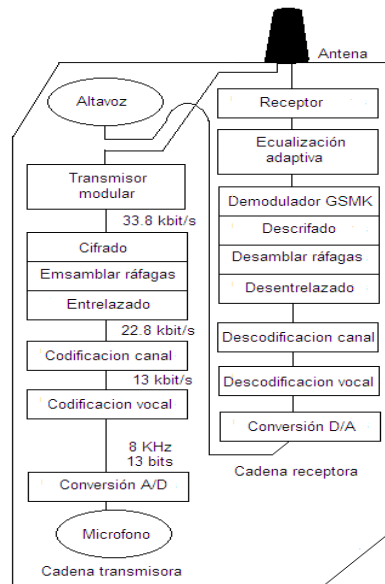 Antena
Altavoz
Transmisor
modular
33.8 kbit/s
Cifrado
Emsamblar ráfagas
Entrelazado
22.8 kbit/s
Codificacion canal
13 kbit/s
Codificacion vocal
8 KHz
13 bits
Conversión A/D
Microfono
Cadena transmisora
Receptor
Ecualización
adaptiva
Demodulador GSMK
Descrifado
Desamblar ráfagas
Desentrelazado
Descodificacion canal
Descodificacion vocal
Conversión D/A
Cadena receptora